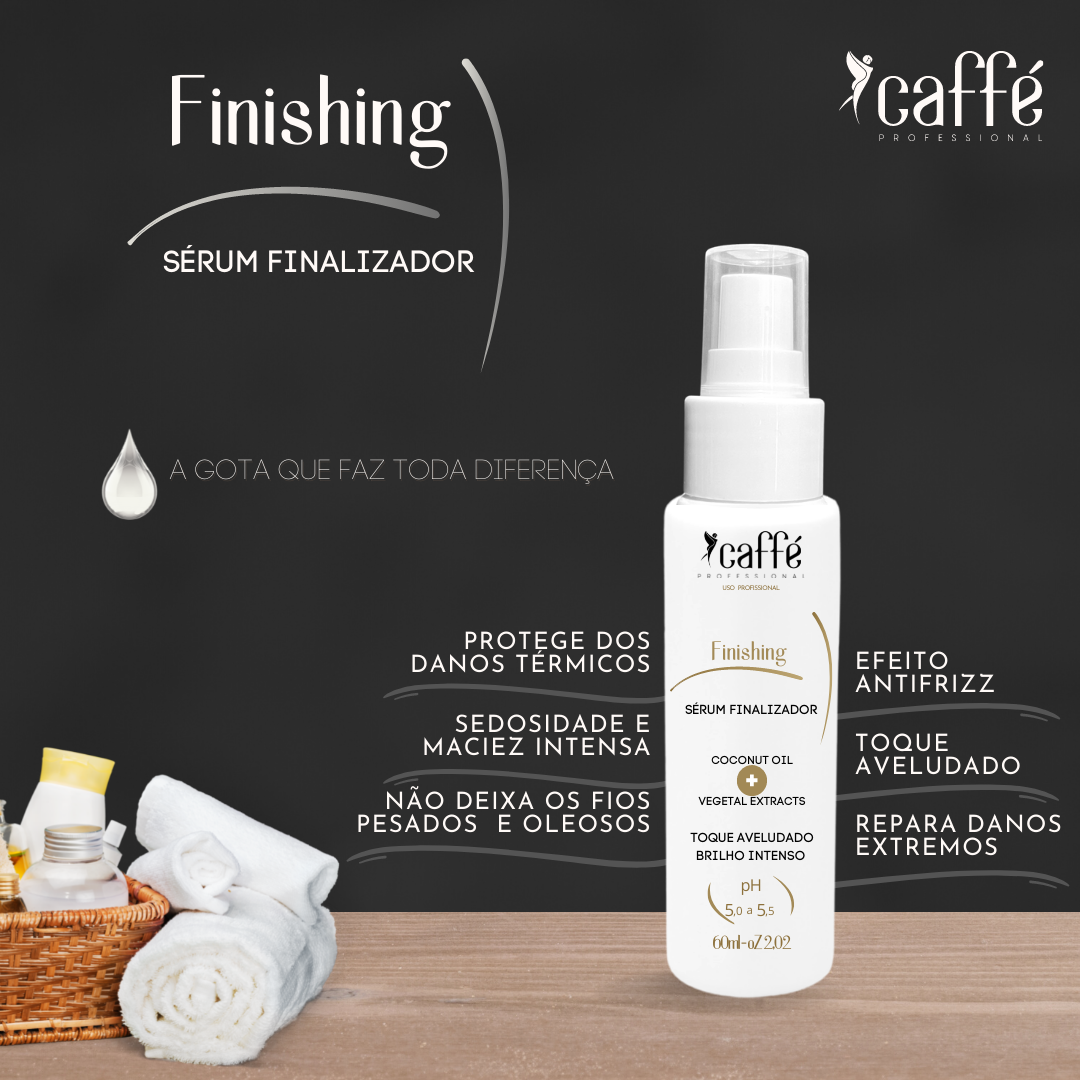 Finishing
SÉRUM FINALIZADOR
caffé
PROFESSIONAL
A GOTA QUE FAZ TODA DIFERENÇA
PROTEGE DOS
DANOS TÉRMICOS
SEDOSIDADE E
MACIEZ INTENSA
NÃO DEIXA OS FIOS
PESADOS E OLEOSOS
caffé
PROFESSIONAL
USO PROFISSIONAL
Finishing
SÉRUM FINALIZADOR
COCONUT OIL
+
VEGETAL EXTRACTS
TOQUE AVELUDADO
BRILHO INTENSO
pH
5,0 a 5,5
60ml-oZ 2,02
EFEITO
ANTIFRIZZ
TOQUE
AVELUDADO
REPARA DANOS
EXTREMOS